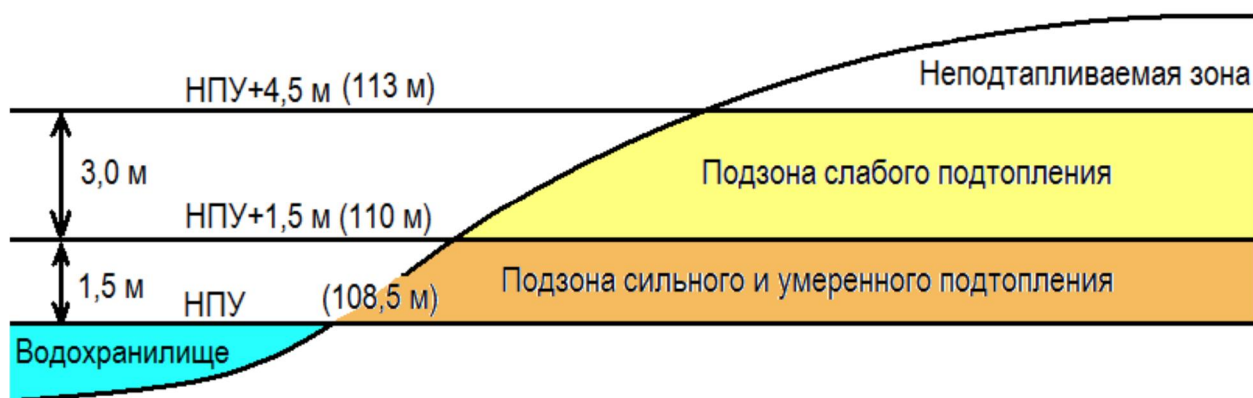 Неподтапливаемая зона
НПУ+4,5 м (113 м)
3,0 м
Подзона слабого подтопления
НПУ+1,5 м (110 м)
1,5 м
НПУ
(108,5 м)
Подзона сильного и умеренного подтопления
Водохранилище